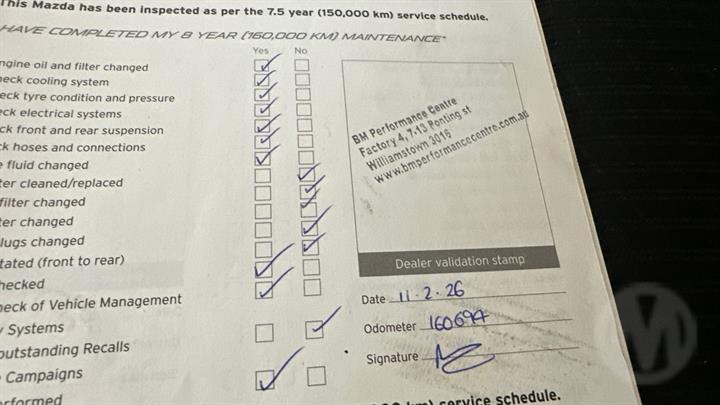 This Mazda has been inspected as per the 7.5 year (150,000 km) service schedule.
HAVE COMPLETED MY 8 YEAR (160,000 KM) MAINTENANCE*
Yes No
ngine oil and filter changed
heck cooling system
eck tyre condition and pressure
eck electrical systems
ck front and rear suspension
k hoses and connections
e fluid changed
ter cleaned/replaced
filter changed
ter changed
lugs changed
tated (front to rear)
hecked
heck of Vehicle Management
y Systems
outstanding Recalls
Campaigns
erformed
BM Performance Centre
Factory 4, 7-13 Ponting st
Williamstown 3016
www.bmperformancecentre.com.au
Dealer validation stamp
Date 11.2.26
Odometer 160694
Signature
km) service schedule.